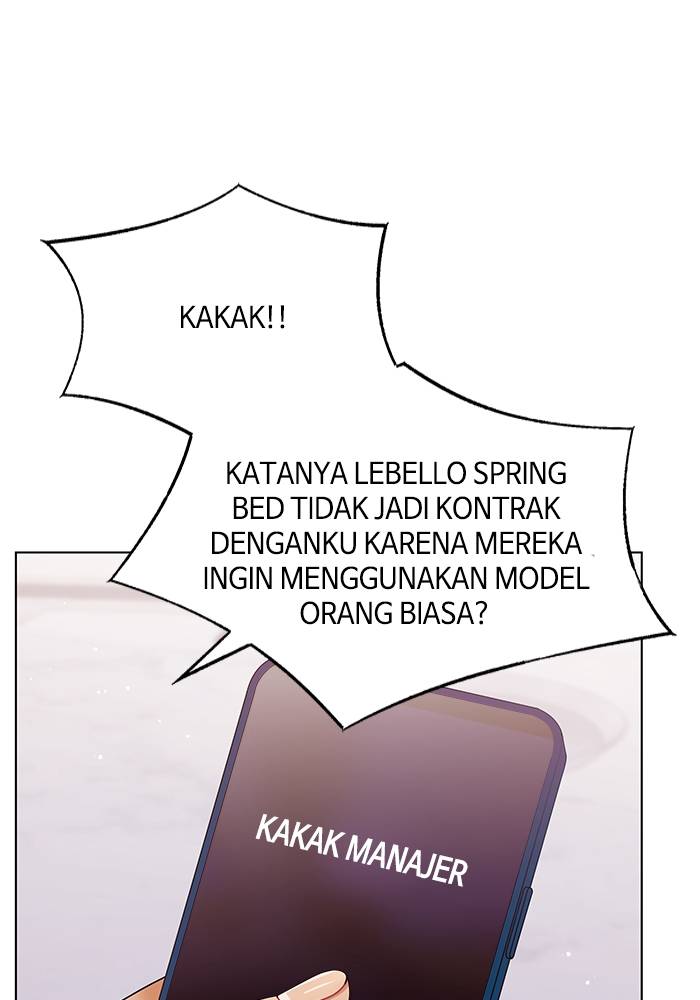 KAKAK!!
KATANYA LEBELLO SPRING
BED TIDAK JADI KONTRAK
DENGANKU KARENA MEREKA
INGIN MENGGUNAKAN MODEL
ORANG BIASA?
KAKAK MANAJER